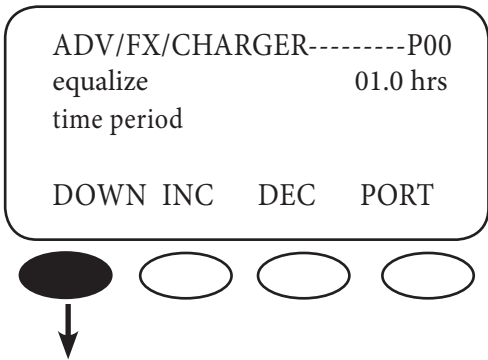 ADV/FX/CHARGER---------P00
equalize 01.0 hrs
time period
DOWN INC DEC PORT